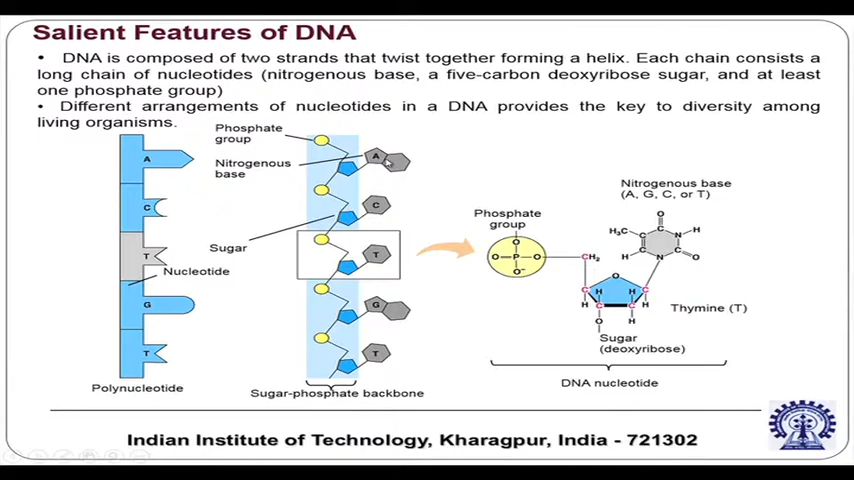 Salient Features of DNA
• DNA is composed of two strands that twist together forming a helix. Each chain consists a
long chain of nucleotides (nitrogenous base, a five-carbon deoxyribose sugar, and at least
one phosphate group)
• Different arrangements of nucleotides in a DNA provides the key to diversity among
living organisms.
A
C
T
G
T
Nucleotide
Polynucleotide
Phosphate
group
Nitrogenous
base
Sugar
A
C
T
G
T
Sugar-phosphate backbone
Phosphate
group
O
O P O
O⁻
CH₂
Nitrogenous base
(A, G, C, or T)
O
H₃C C N H
C C
H N O
Thymine (T)
O
C H H C
H C C H
O H
Sugar
(deoxyribose)
DNA nucleotide
Indian Institute of Technology, Kharagpur, India - 721302